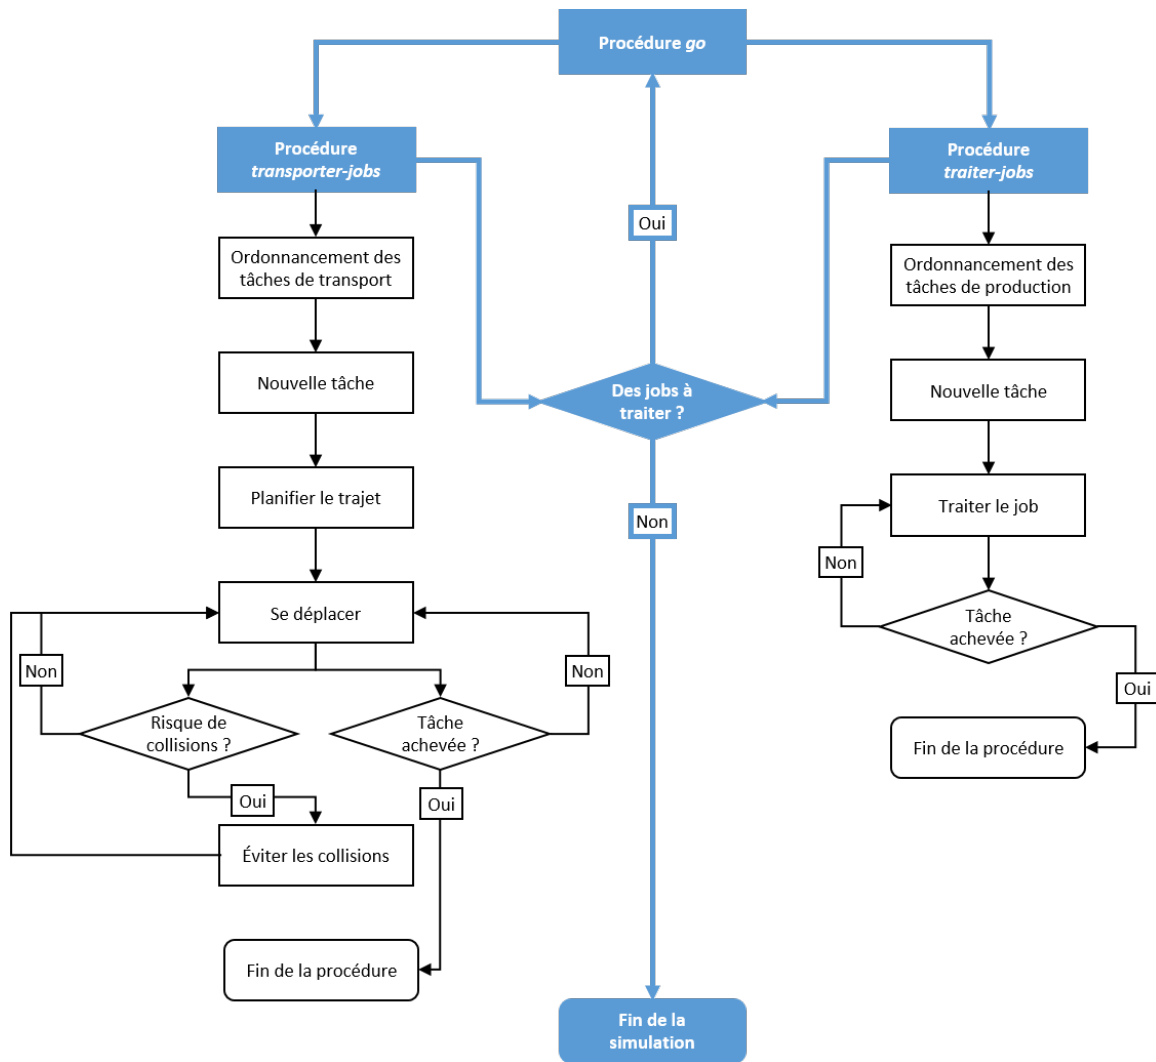 Procédure go
Procédure
transporter-jobs
Procédure
traiter-jobs
Oui
Ordonnancement des
tâches de transport
Ordonnancement des
tâches de production
Nouvelle tâche
Des jobs à
traiter ?
Nouvelle tâche
Planifier le trajet
Non
Traiter le job
Non
Se déplacer
Tâche
achevée ?
Non
Non
Oui
Risque de
collisions ?
Tâche
achevée ?
Fin de la procédure
Oui
Oui
Éviter les collisions
Fin de la procédure
Fin de la
simulation